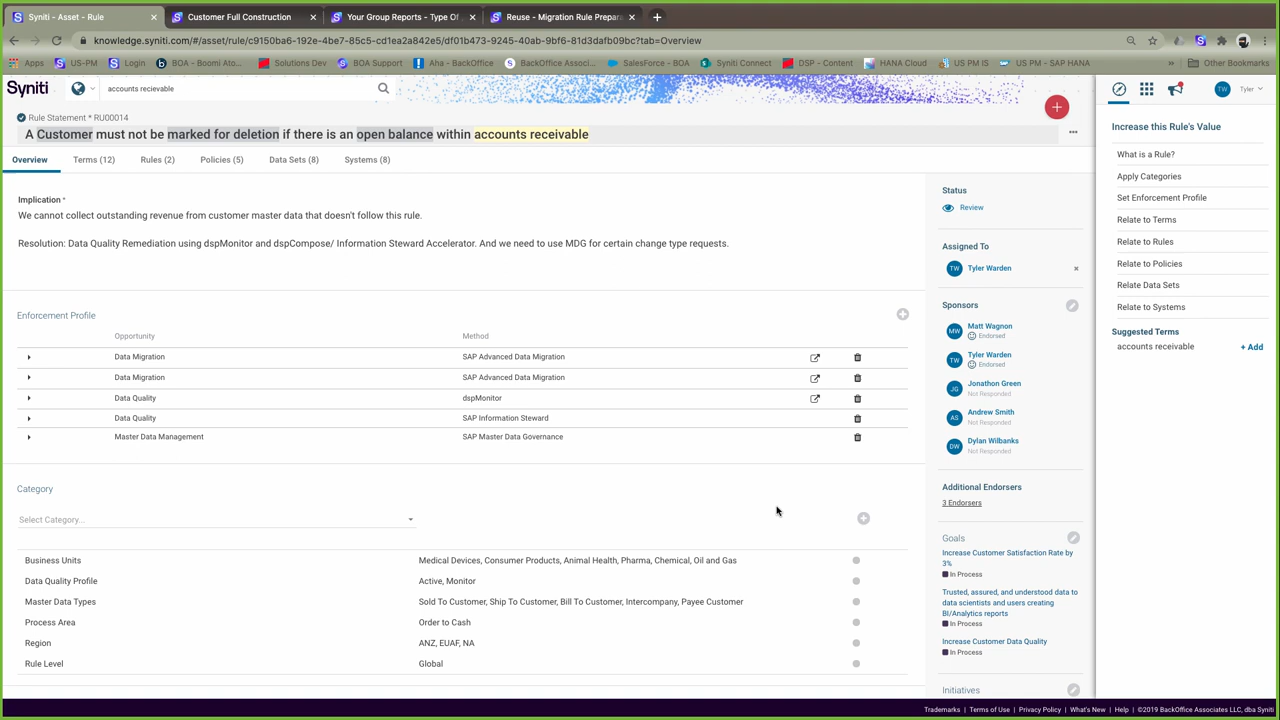 Syniti - Asset - Rule
Customer Full Construction
Your Group Reports - Type Of
Reuse - Migration Rule Prepara
knowledge.syniti.com/#/asset/rule/c9150ba6-192e-4be7-85c5-cd1ea2a842e5/df01b473-9245-40ab-9bf6-81d3dafb09bc?tab=Overview
Apps US-PM Login BOA - Boomi Ato... Solutions Dev BOA Support Aha - BackOffice BackOffice Associ... SalesForce - BOA Syniti Connect DSP - Content HANA Cloud US PM IS US PM - SAP HANA » Other Bookmarks
Syniti
accounts recievable
TW Tyler
Rule Statement * RU00014
A Customer must not be marked for deletion if there is an open balance within accounts receivable
Overview Terms (12) Rules (2) Policies (5) Data Sets (8) Systems (8)
Implication *
We cannot collect outstanding revenue from customer master data that doesn't follow this rule.
Resolution: Data Quality Remediation using dspMonitor and dspCompose/ Information Steward Accelerator. And we need to use MDG for certain change type requests.
Enforcement Profile
Opportunity Method
Data Migration SAP Advanced Data Migration
Data Migration SAP Advanced Data Migration
Data Quality dspMonitor
Data Quality SAP Information Steward
Master Data Management SAP Master Data Governance
Category
Select Category...
Business Units Medical Devices, Consumer Products, Animal Health, Pharma, Chemical, Oil and Gas
Data Quality Profile Active, Monitor
Master Data Types Sold To Customer, Ship To Customer, Bill To Customer, Intercompany, Payee Customer
Process Area Order to Cash
Region ANZ, EUAF, NA
Rule Level Global
Status
Review
Assigned To
TW Tyler Warden
Sponsors
MW Matt Wagnon
Endorsed
TW Tyler Warden
Endorsed
JG Jonathon Green
Not Responded
AS Andrew Smith
Not Responded
DW Dylan Wilbanks
Not Responded
Additional Endorsers
3 Endorsers
Goals
Increase Customer Satisfaction Rate by
3%
In Process
Trusted, assured, and understood data to
data scientists and users creating
BI/Analytics reports
In Process
Increase Customer Data Quality
In Process
Initiatives
Increase this Rule's Value
What is a Rule?
Apply Categories
Set Enforcement Profile
Relate to Terms
Relate to Rules
Relate to Policies
Relate Data Sets
Relate to Systems
Suggested Terms
accounts receivable + Add
Trademarks | Terms of Use | Privacy Policy | What's New | Help | ©2019 BackOffice Associates LLC, dba Syniti